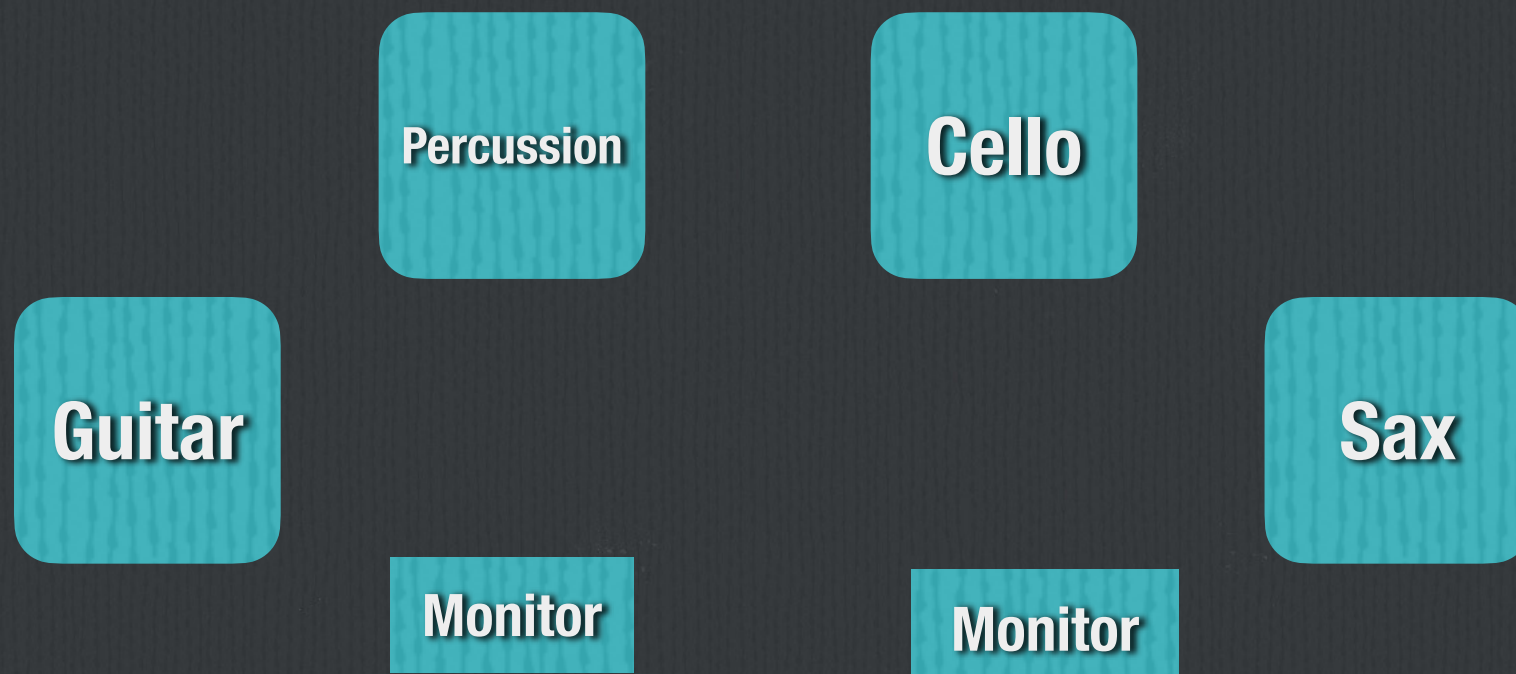 Percussion
Cello
Guitar
Sax
Monitor
Monitor